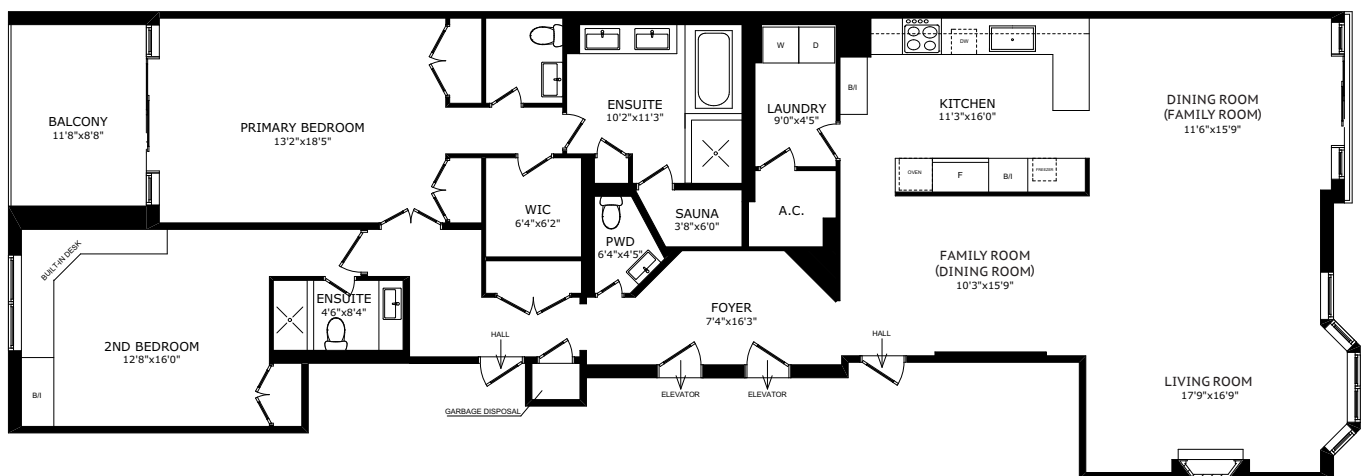 BALCONY
11'8"x8'8"
PRIMARY BEDROOM
13'2"x18'5"
ENSUITE
10'2"x11'3"
W
D
LAUNDRY
9'0"x4'5"
B/I
DW
KITCHEN
11'3"x16'0"
DINING ROOM
(FAMILY ROOM)
11'6"x15'9"
OVEN
F
B/I
FREEZER
WIC
6'4"x6'2"
PWD
6'4"x4'5"
SAUNA
3'8"x6'0"
A.C.
FAMILY ROOM
(DINING ROOM)
10'3"x15'9"
BUILT-IN DESK
ENSUITE
4'6"x8'4"
FOYER
7'4"x16'3"
2ND BEDROOM
12'8"x16'0"
HALL
HALL
LIVING ROOM
17'9"x16'9"
B/I
ELEVATOR
ELEVATOR
GARBAGE DISPOSAL